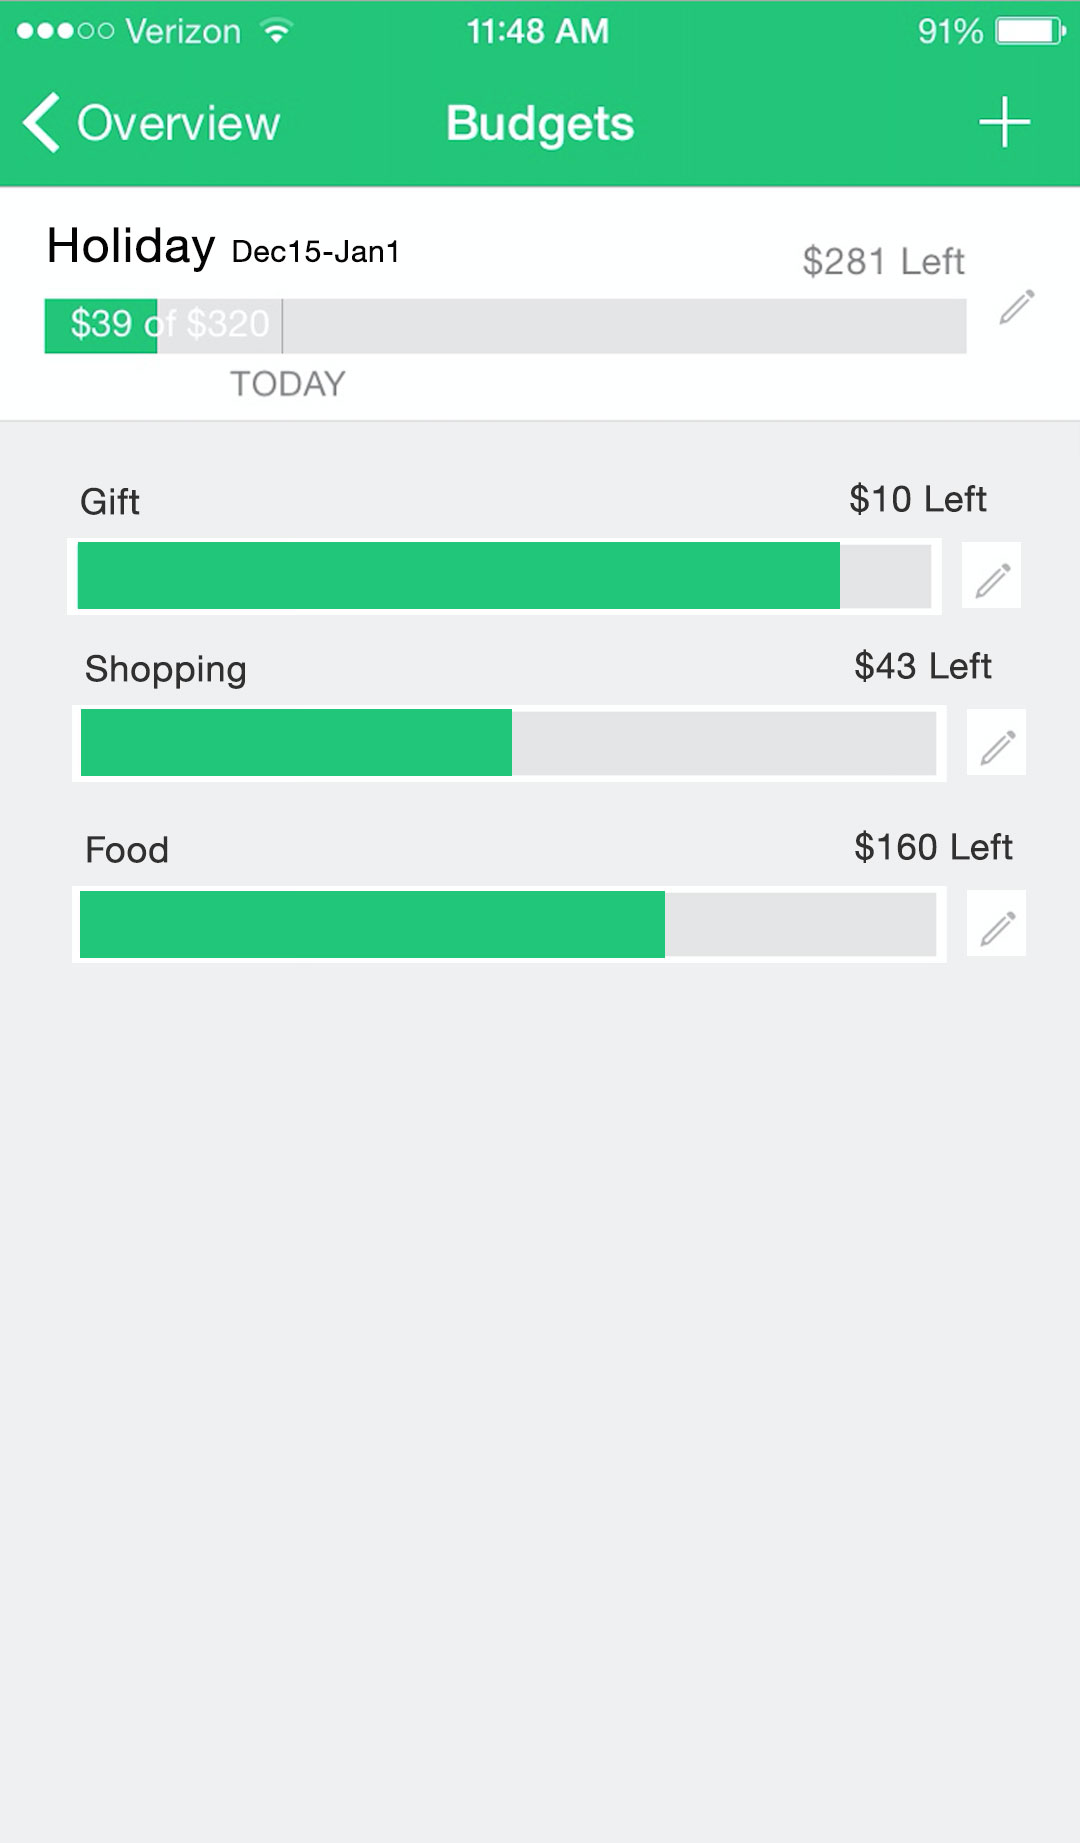 Verizon 11:48 AM 91%
Overview Budgets +
Holiday Dec15-Jan1 $281 Left
$39 of $320
TODAY
Gift $10 Left
Shopping $43 Left
Food $160 Left